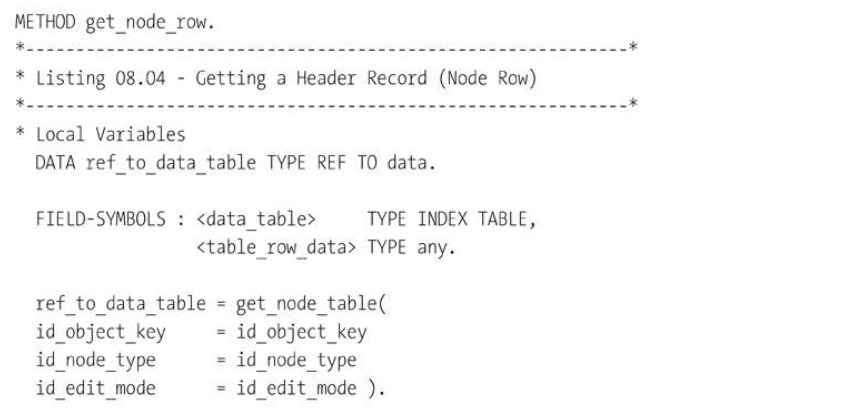 METHOD get_node_row.
*------------------------------------------------------------*
* Listing 08.04 - Getting a Header Record (Node Row)
*------------------------------------------------------------*
* Local Variables
  DATA ref_to_data_table TYPE REF TO data.

  FIELD-SYMBOLS : <data_table>     TYPE INDEX TABLE,
                  <table_row_data> TYPE any.

  ref_to_data_table = get_node_table(
  id_object_key     = id_object_key
  id_node_type      = id_node_type
  id_edit_mode      = id_edit_mode ).